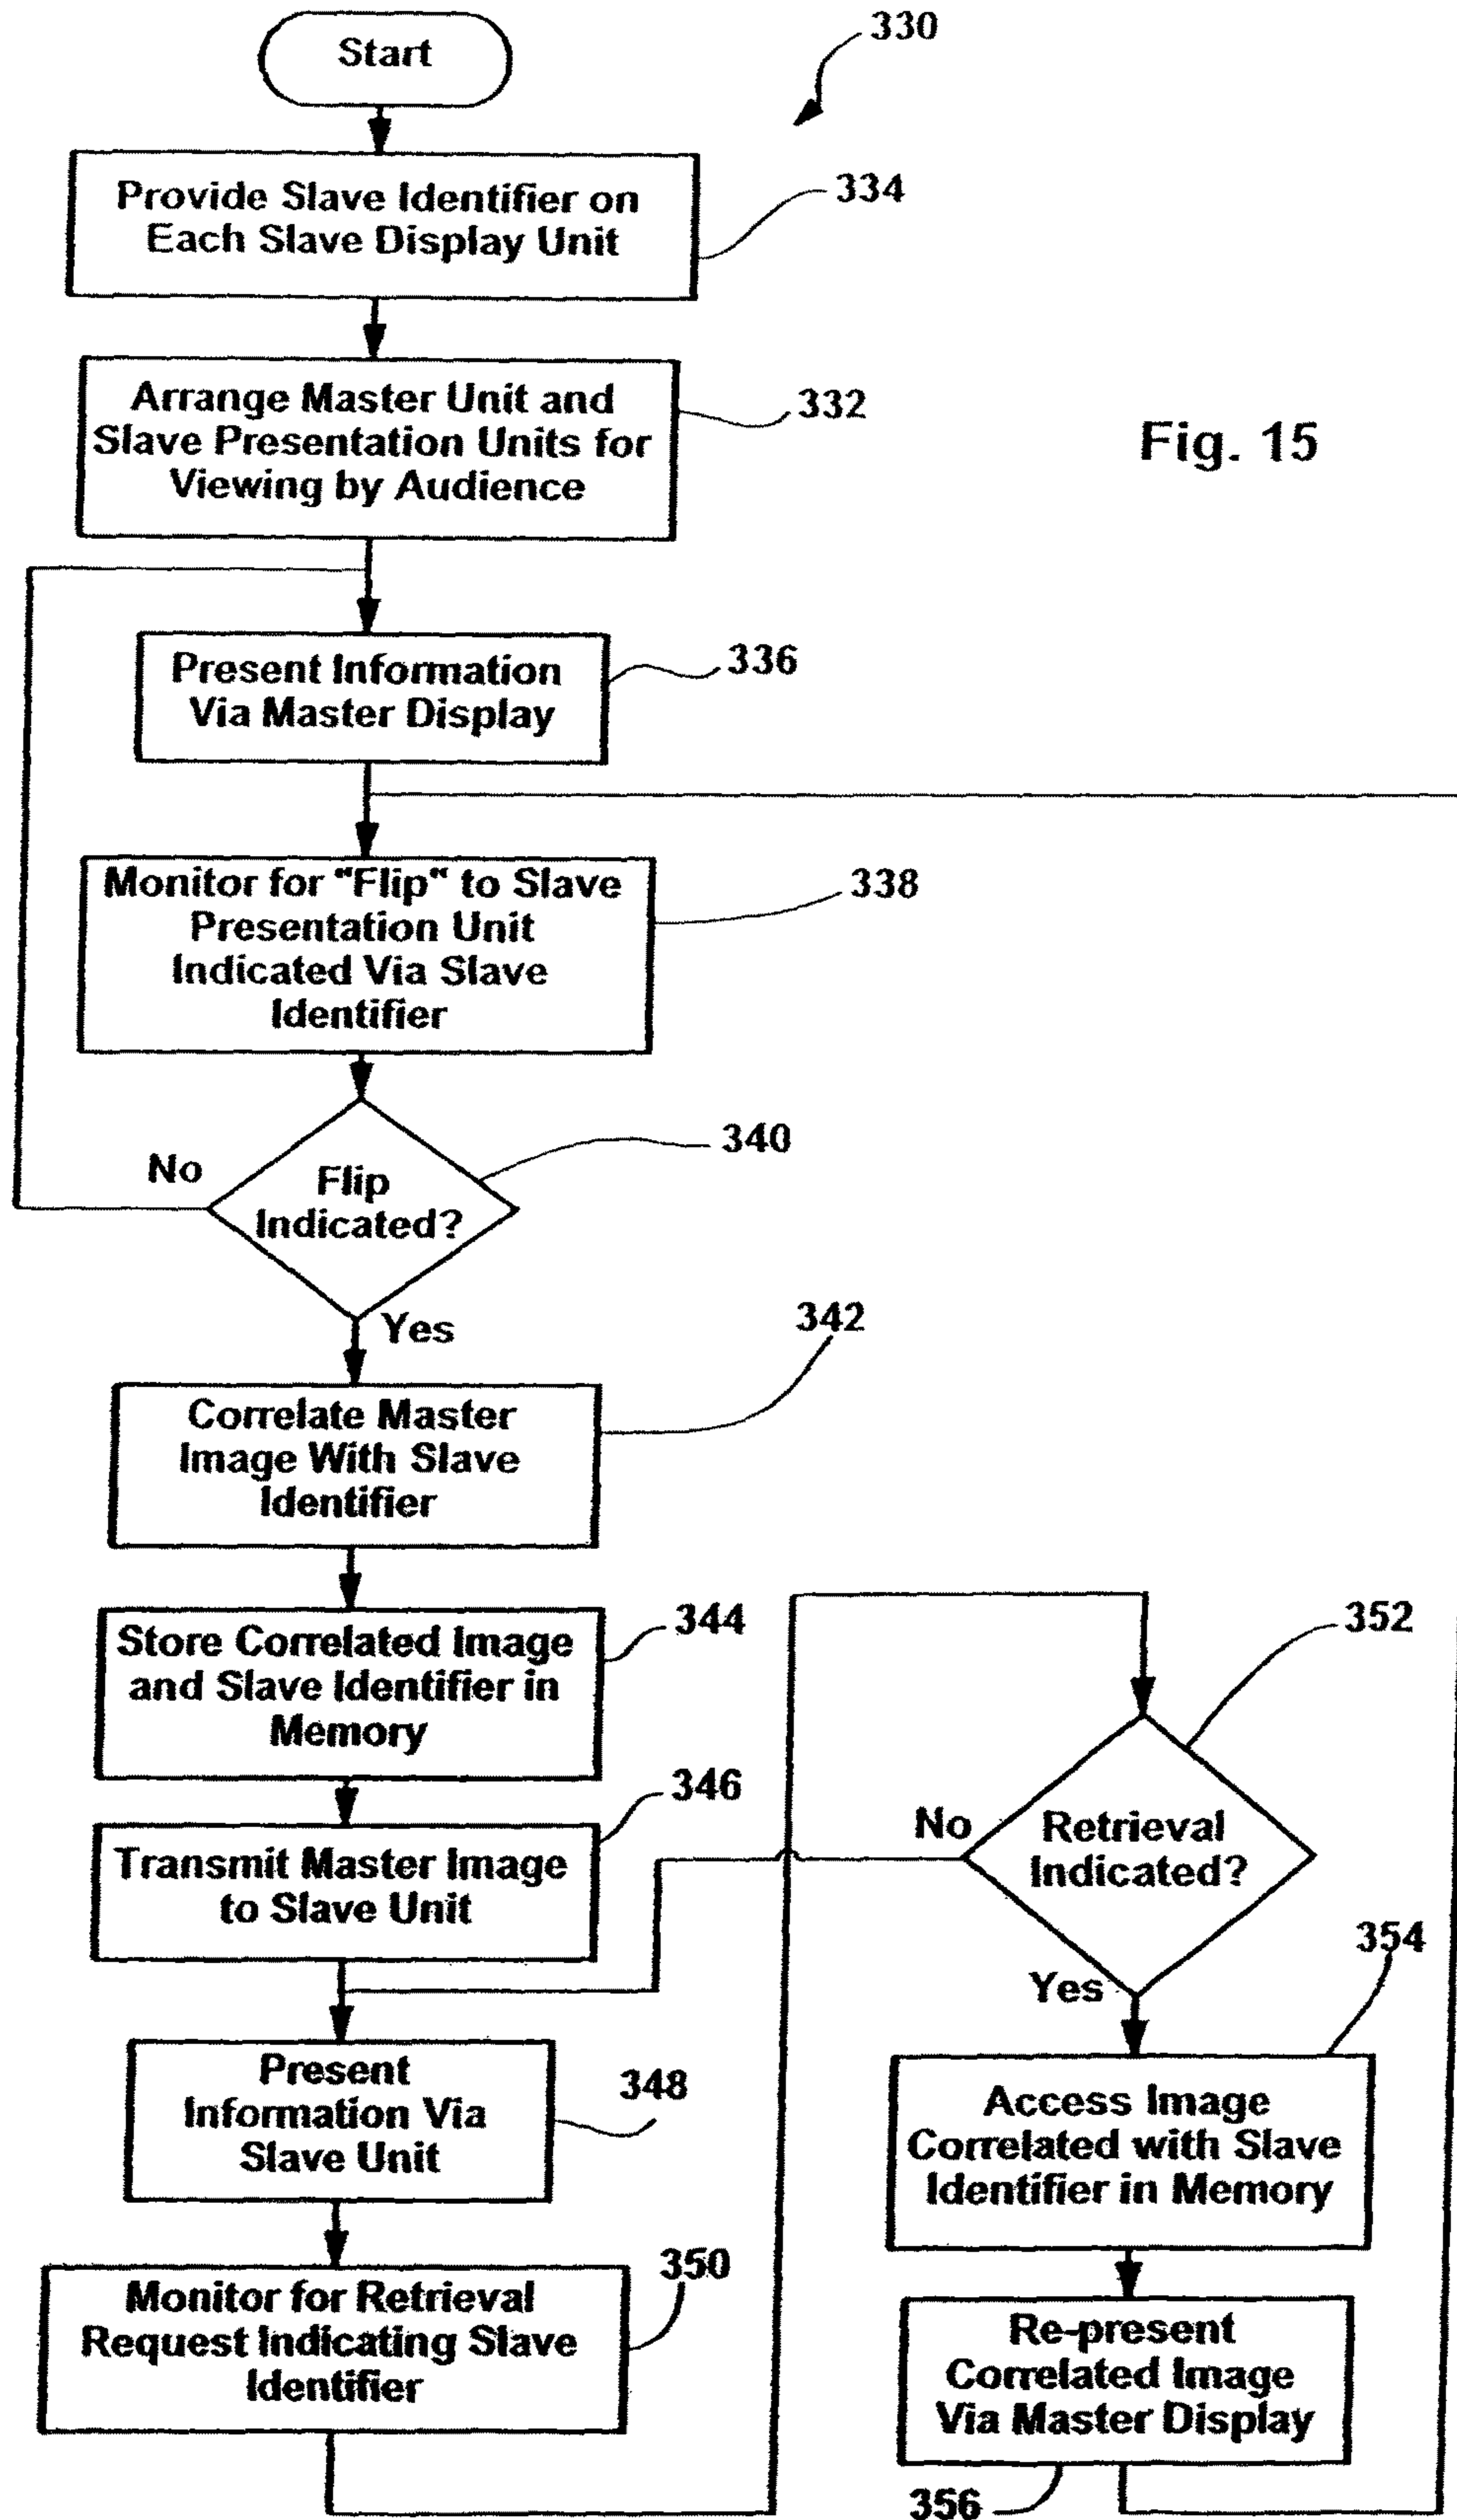 Start
330
Provide Slave Identifier on
Each Slave Display Unit
334
Arrange Master Unit and
Slave Presentation Units for
Viewing by Audience
332
Fig. 15
Present Information
Via Master Display
336
Monitor for "Flip" to Slave
Presentation Unit
Indicated Via Slave
Identifier
338
Flip
Indicated?
340
No
Yes
Correlate Master
Image With Slave
Identifier
342
Store Correlated Image
and Slave Identifier in
Memory
344
Transmit Master Image
to Slave Unit
346
Present
Information Via
Slave Unit
348
Monitor for Retrieval
Request Indicating Slave
Identifier
350
Retrieval
Indicated?
352
No
Yes
Access Image
Correlated with Slave
Identifier in Memory
354
Re-present
Correlated Image
Via Master Display
356